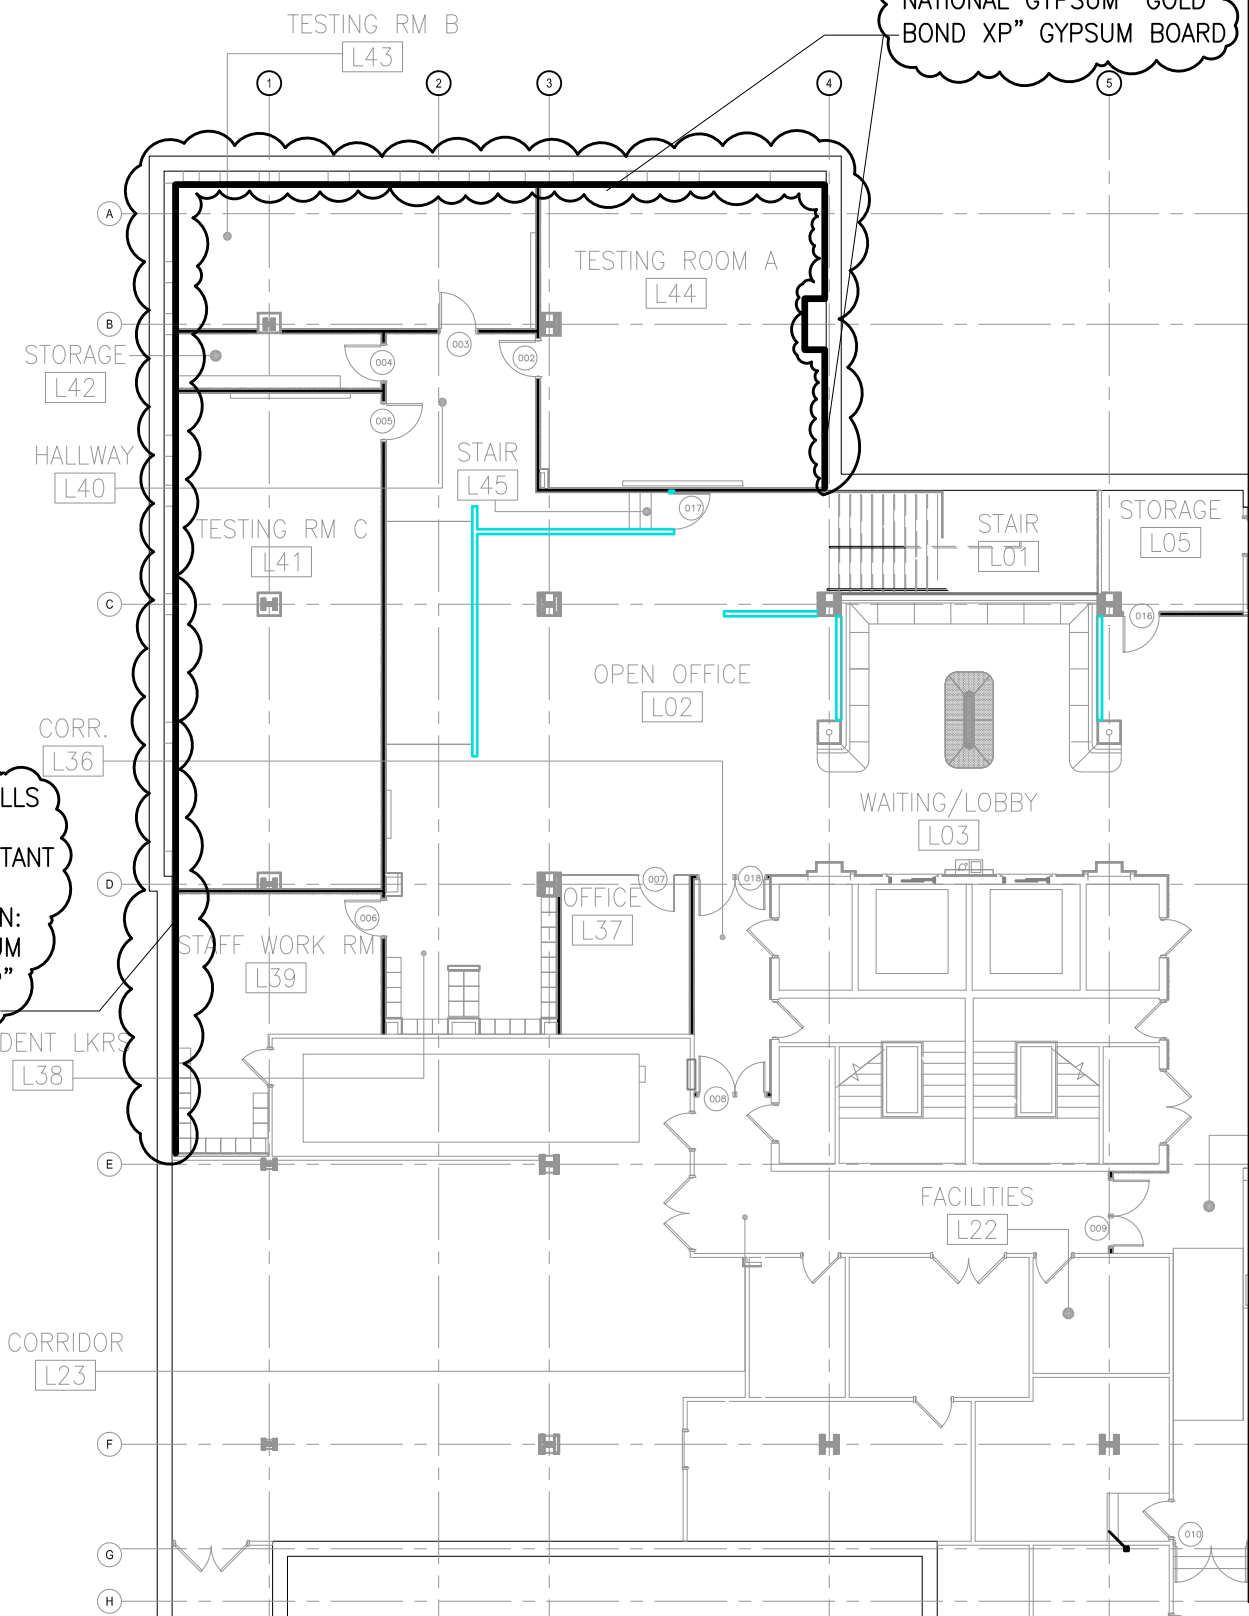 NATIONAL GYPSUM "GOLD
BOND XP" GYPSUM BOARD
TESTING RM B
L43
1
2
3
4
5
A
TESTING ROOM A
L44
B
003
002
STORAGE
L42
004
005
HALLWAY
L40
STAIR
L45
017
TESTING RM C
L41
STAIR
L01
STORAGE
L05
C
016
OPEN OFFICE
L02
CORR.
L36
WAITING/LOBBY
L03
LLS
TANT
N:
UM
P"
D
007
018
OFFICE
L37
006
STAFF WORK RM
L39
DENT LKRS
L38
008
E
FACILITIES
L22
009
CORRIDOR
L23
F
G
010
H